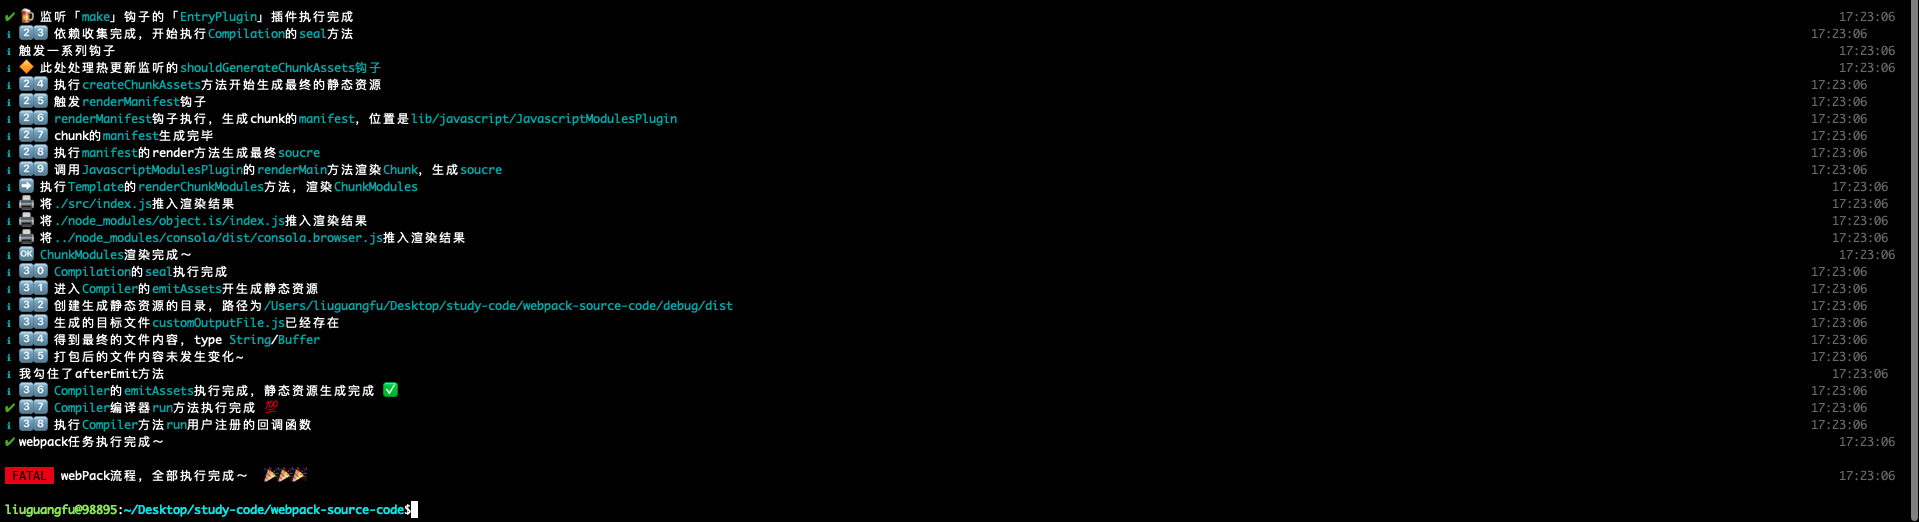 ✔ 🍺 监听「make」钩子的「EntryPlugin」插件执行完成 17:23:06
ℹ 2️⃣3️⃣ 依赖收集完成, 开始执行Compilation的seal方法 17:23:06
ℹ 触发一系列钩子 17:23:06
ℹ 🔶 此处处理热更新监听的shouldGenerateChunkAssets钩子 17:23:06
ℹ 2️⃣4️⃣ 执行createChunkAssets方法开始生成最终的静态资源 17:23:06
ℹ 2️⃣5️⃣ 触发renderManifest钩子 17:23:06
ℹ 2️⃣6️⃣ renderManifest钩子执行, 生成chunk的manifest, 位置是lib/javascript/JavascriptModulesPlugin 17:23:06
ℹ 2️⃣7️⃣ chunk的manifest生成完毕 17:23:06
ℹ 2️⃣8️⃣ 执行manifest的render方法生成最终soucre 17:23:06
ℹ 2️⃣9️⃣ 调用JavascriptModulesPlugin的renderMain方法渲染Chunk, 生成soucre 17:23:06
ℹ ➡️ 执行Template的renderChunkModules方法, 渲染ChunkModules 17:23:06
ℹ 🖨 将./src/index.js推入渲染结果 17:23:06
ℹ 🖨 将./node_modules/object.is/index.js推入渲染结果 17:23:06
ℹ 🖨 将../node_modules/consola/dist/consola.browser.js推入渲染结果 17:23:06
ℹ 🆗 ChunkModules渲染完成～ 17:23:06
ℹ 3️⃣0️⃣ Compilation的seal执行完成 17:23:06
ℹ 3️⃣1️⃣ 进入Compiler的emitAssets开生成静态资源 17:23:06
ℹ 3️⃣2️⃣ 创建生成静态资源的目录, 路径为/Users/liuguangfu/Desktop/study-code/webpack-source-code/debug/dist 17:23:06
ℹ 3️⃣3️⃣ 生成的目标文件customOutputFile.js已经存在 17:23:06
ℹ 3️⃣4️⃣ 得到最终的文件内容, type String/Buffer 17:23:06
ℹ 3️⃣5️⃣ 打包后的文件内容未发生变化~ 17:23:06
ℹ 我勾住了afterEmit方法 17:23:06
ℹ 3️⃣6️⃣ Compiler的emitAssets执行完成, 静态资源生成完成 ✅ 17:23:06
✔ 3️⃣7️⃣ Compiler编译器run方法执行完成 💯 17:23:06
ℹ 3️⃣8️⃣ 执行Compiler方法run用户注册的回调函数 17:23:06
✔ webpack任务执行完成～ 17:23:06
FATAL webPack流程, 全部执行完成～ 🎉🎉🎉 17:23:06
liuguangfu@98895:~/Desktop/study-code/webpack-source-code$